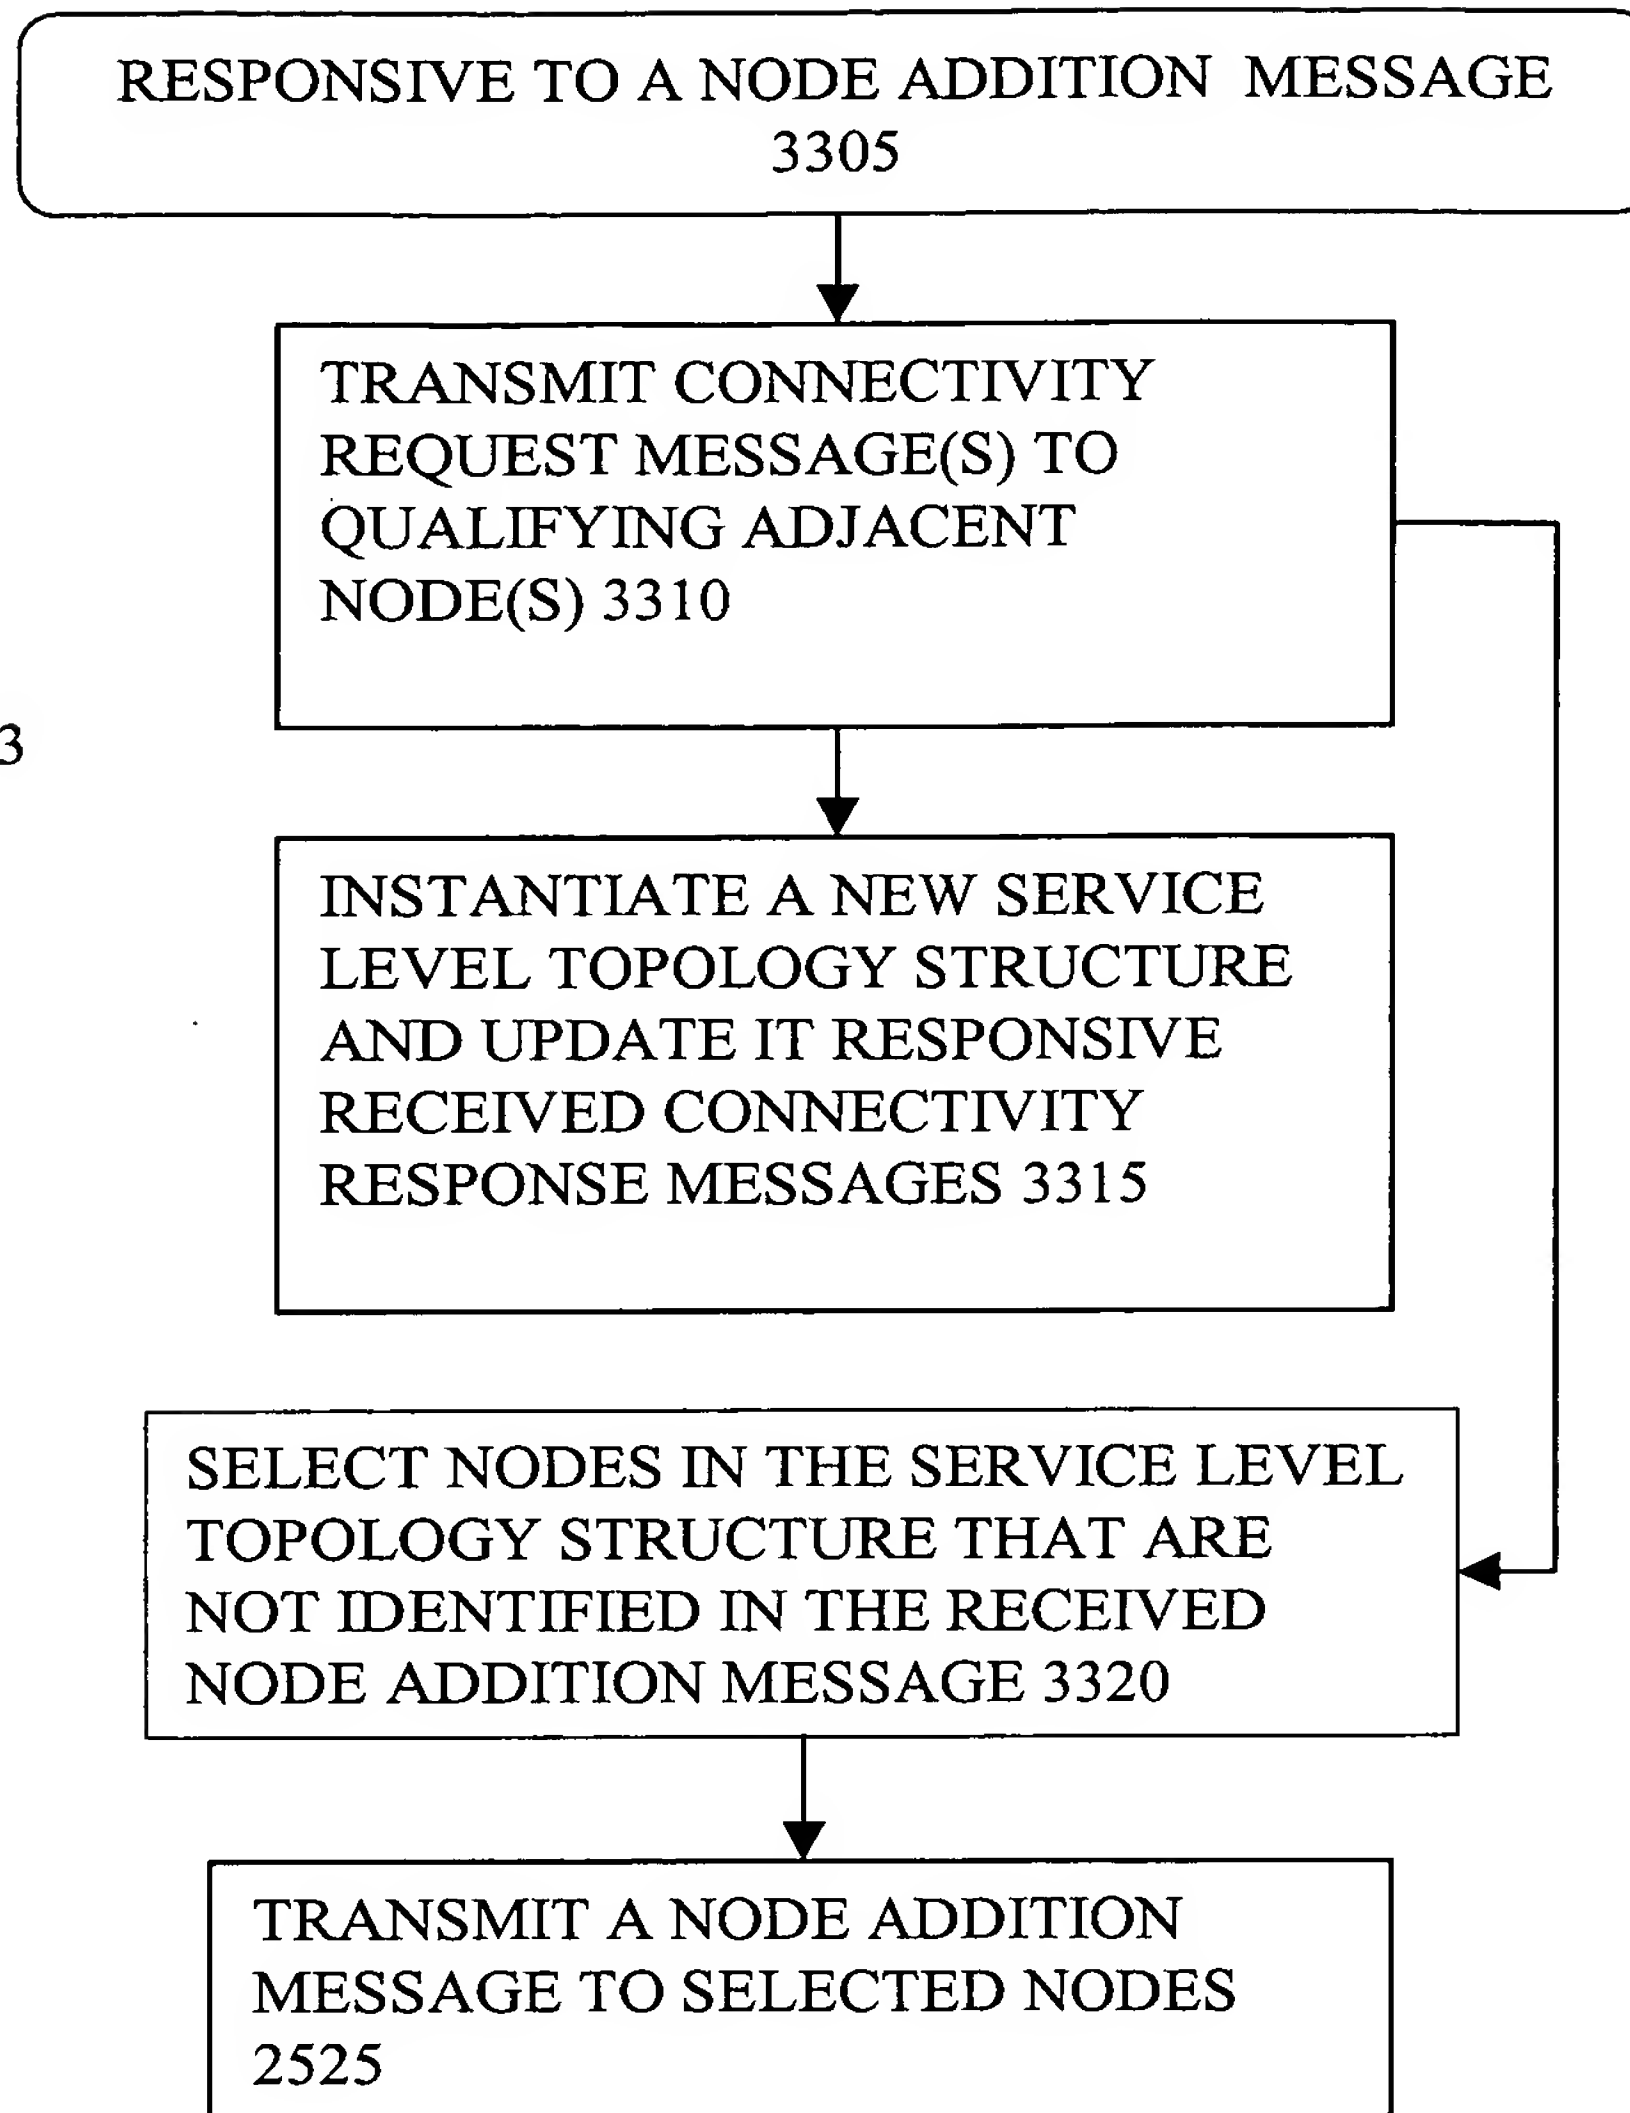 RESPONSIVE TO A NODE ADDITION MESSAGE
3305
TRANSMIT CONNECTIVITY
REQUEST MESSAGE(S) TO
QUALIFYING ADJACENT
NODE(S) 3310
3
INSTANTIATE A NEW SERVICE
LEVEL TOPOLOGY STRUCTURE
AND UPDATE IT RESPONSIVE
RECEIVED CONNECTIVITY
RESPONSE MESSAGES 3315
SELECT NODES IN THE SERVICE LEVEL
TOPOLOGY STRUCTURE THAT ARE
NOT IDENTIFIED IN THE RECEIVED
NODE ADDITION MESSAGE 3320
TRANSMIT A NODE ADDITION
MESSAGE TO SELECTED NODES
2525